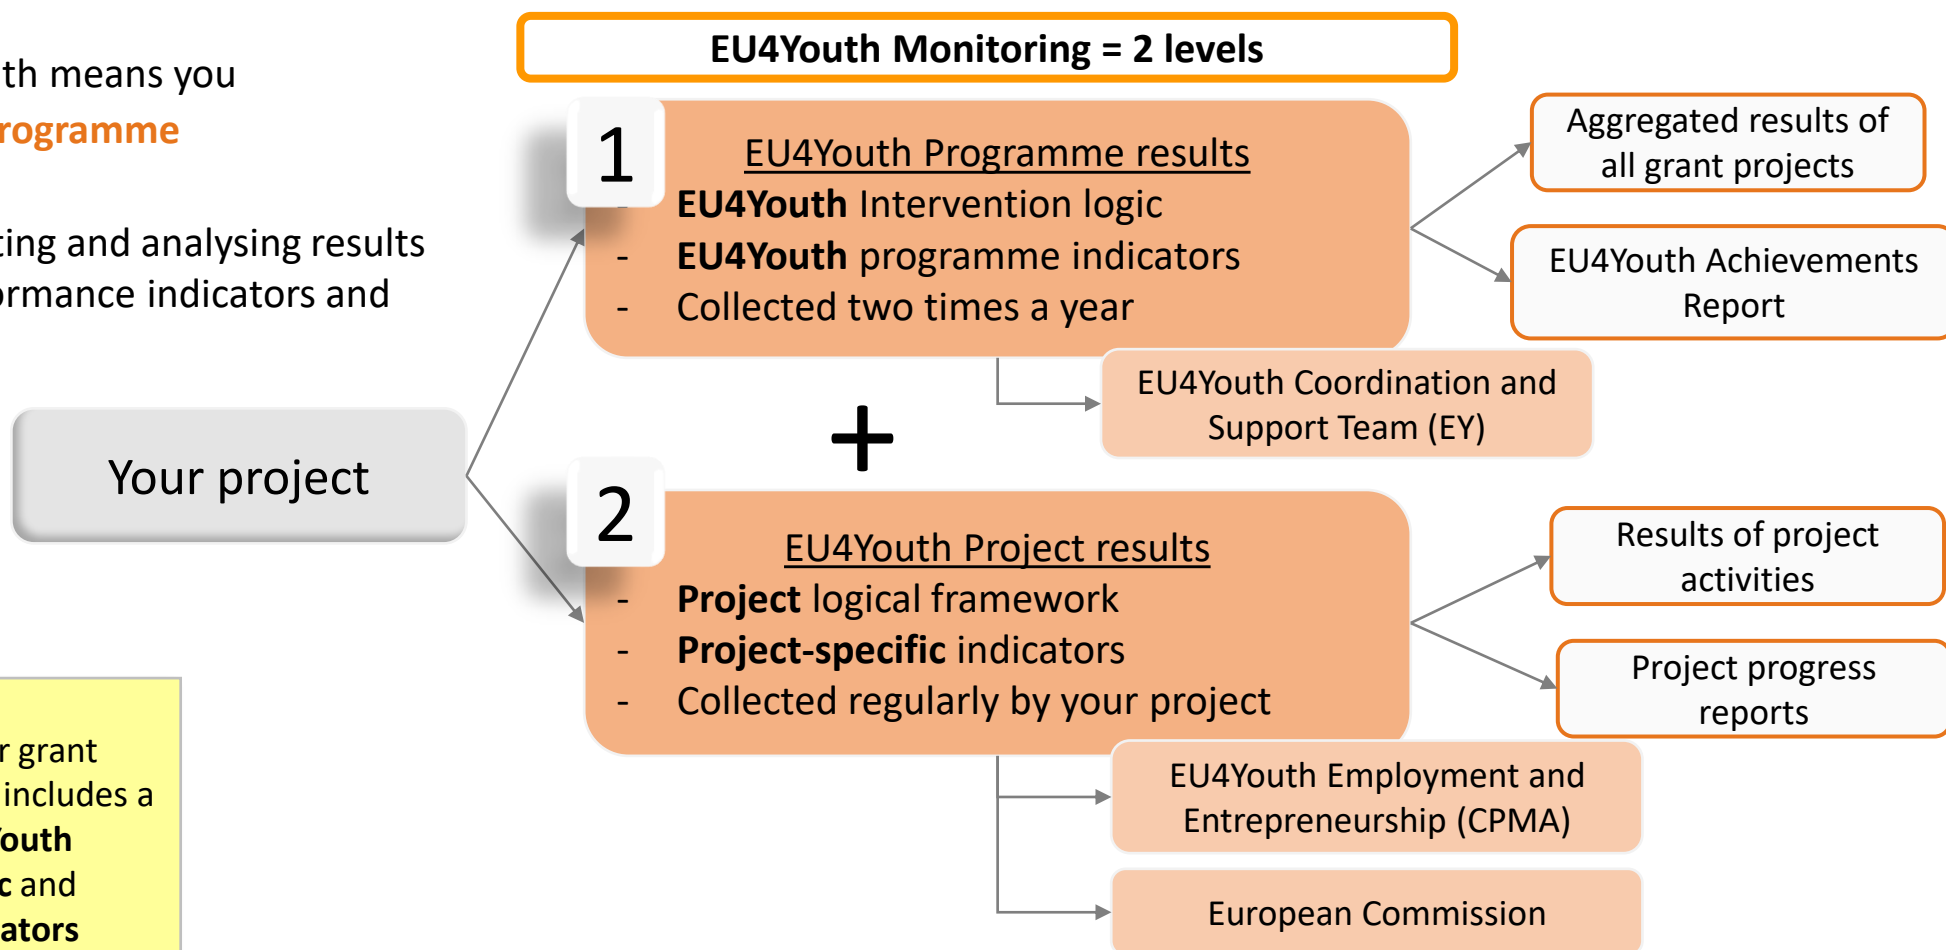 EU4Youth Monitoring = 2 levels
th means you
rogramme
ting and analysing results
ormance indicators and
Your project
1
EU4Youth Programme results
- EU4Youth Intervention logic
- EU4Youth programme indicators
- Collected two times a year
Aggregated results of
all grant projects
EU4Youth Achievements
Report
EU4Youth Coordination and
Support Team (EY)
+
2
EU4Youth Project results
- Project logical framework
- Project-specific indicators
- Collected regularly by your project
Results of project
activities
Project progress
reports
EU4Youth Employment and
Entrepreneurship (CPMA)
European Commission
r grant
includes a
Youth
c and
ators